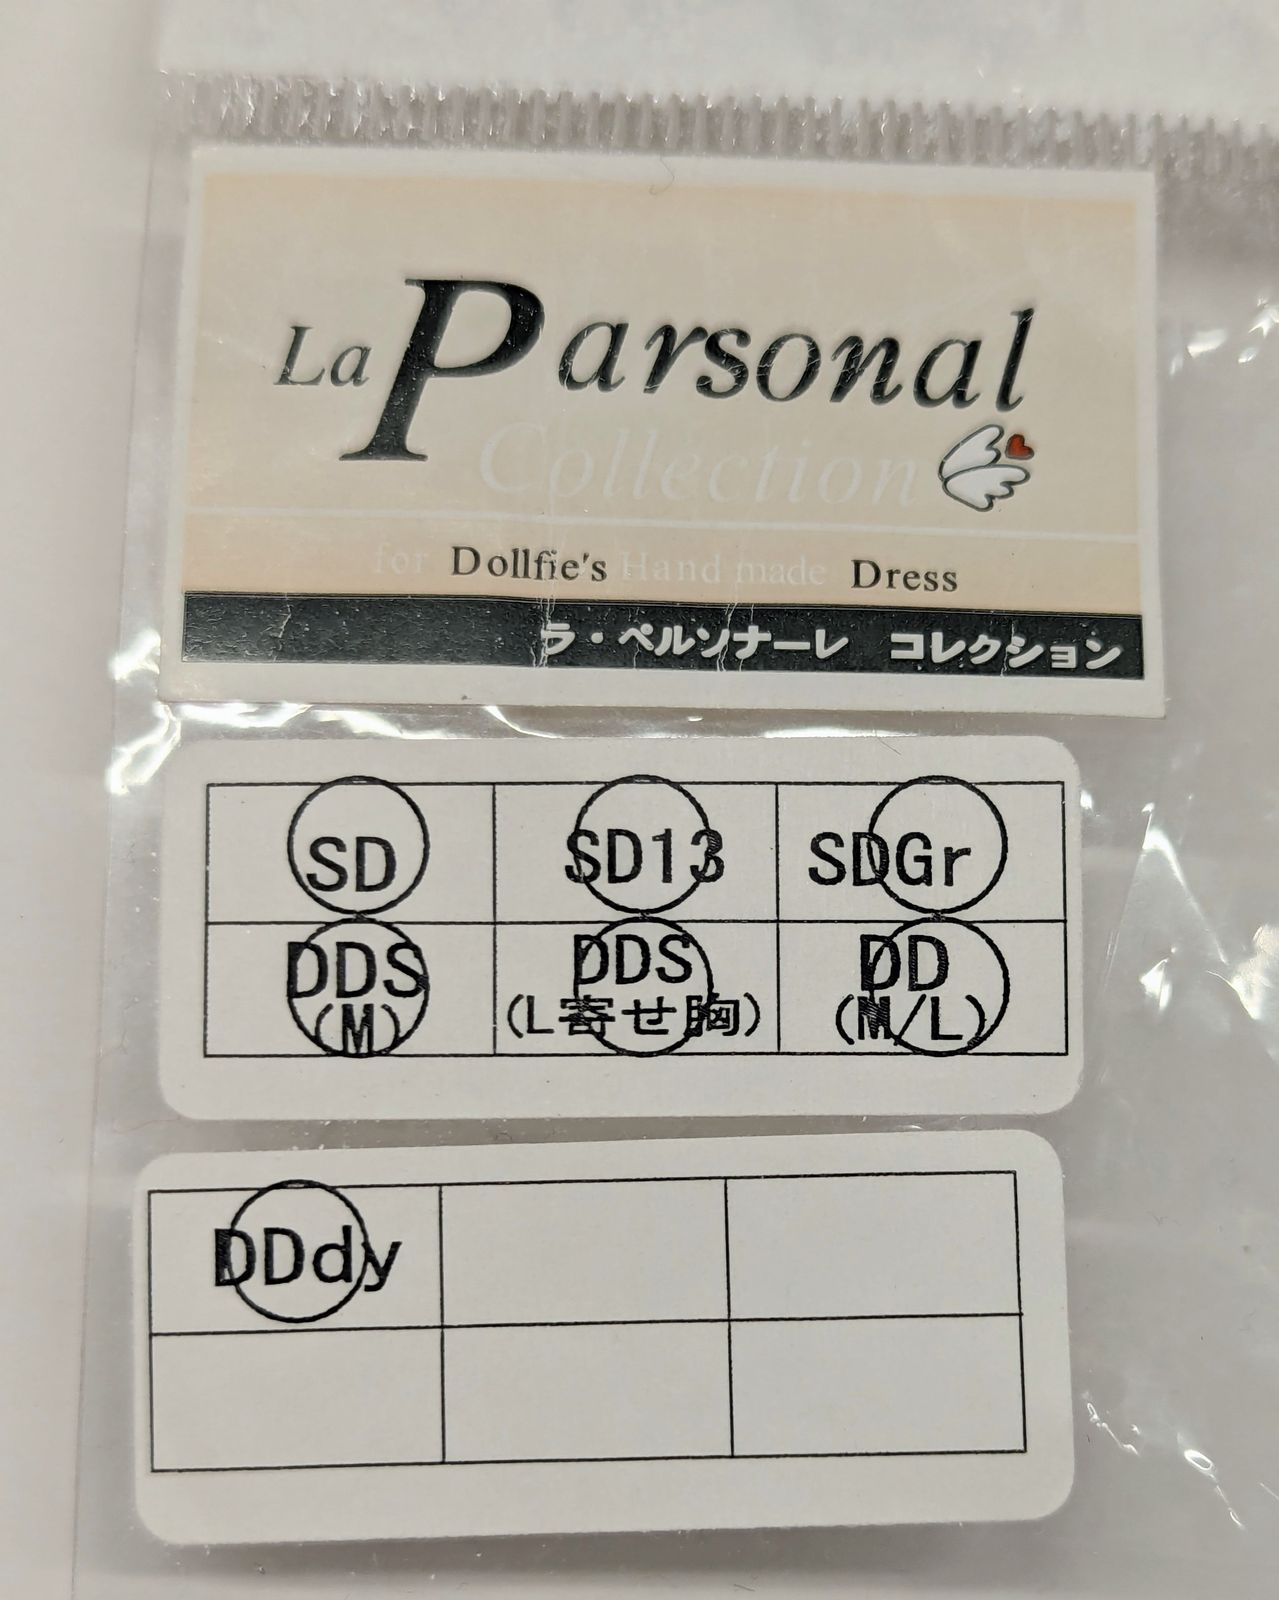 La Parsonal
Collection
for Dollfie's Hand made Dress
ラ・ペルソナーレ コレクション
SD SD13 SDGr
DDS DDS DD
(M) (L寄せ胸) (M/L)
DDdy